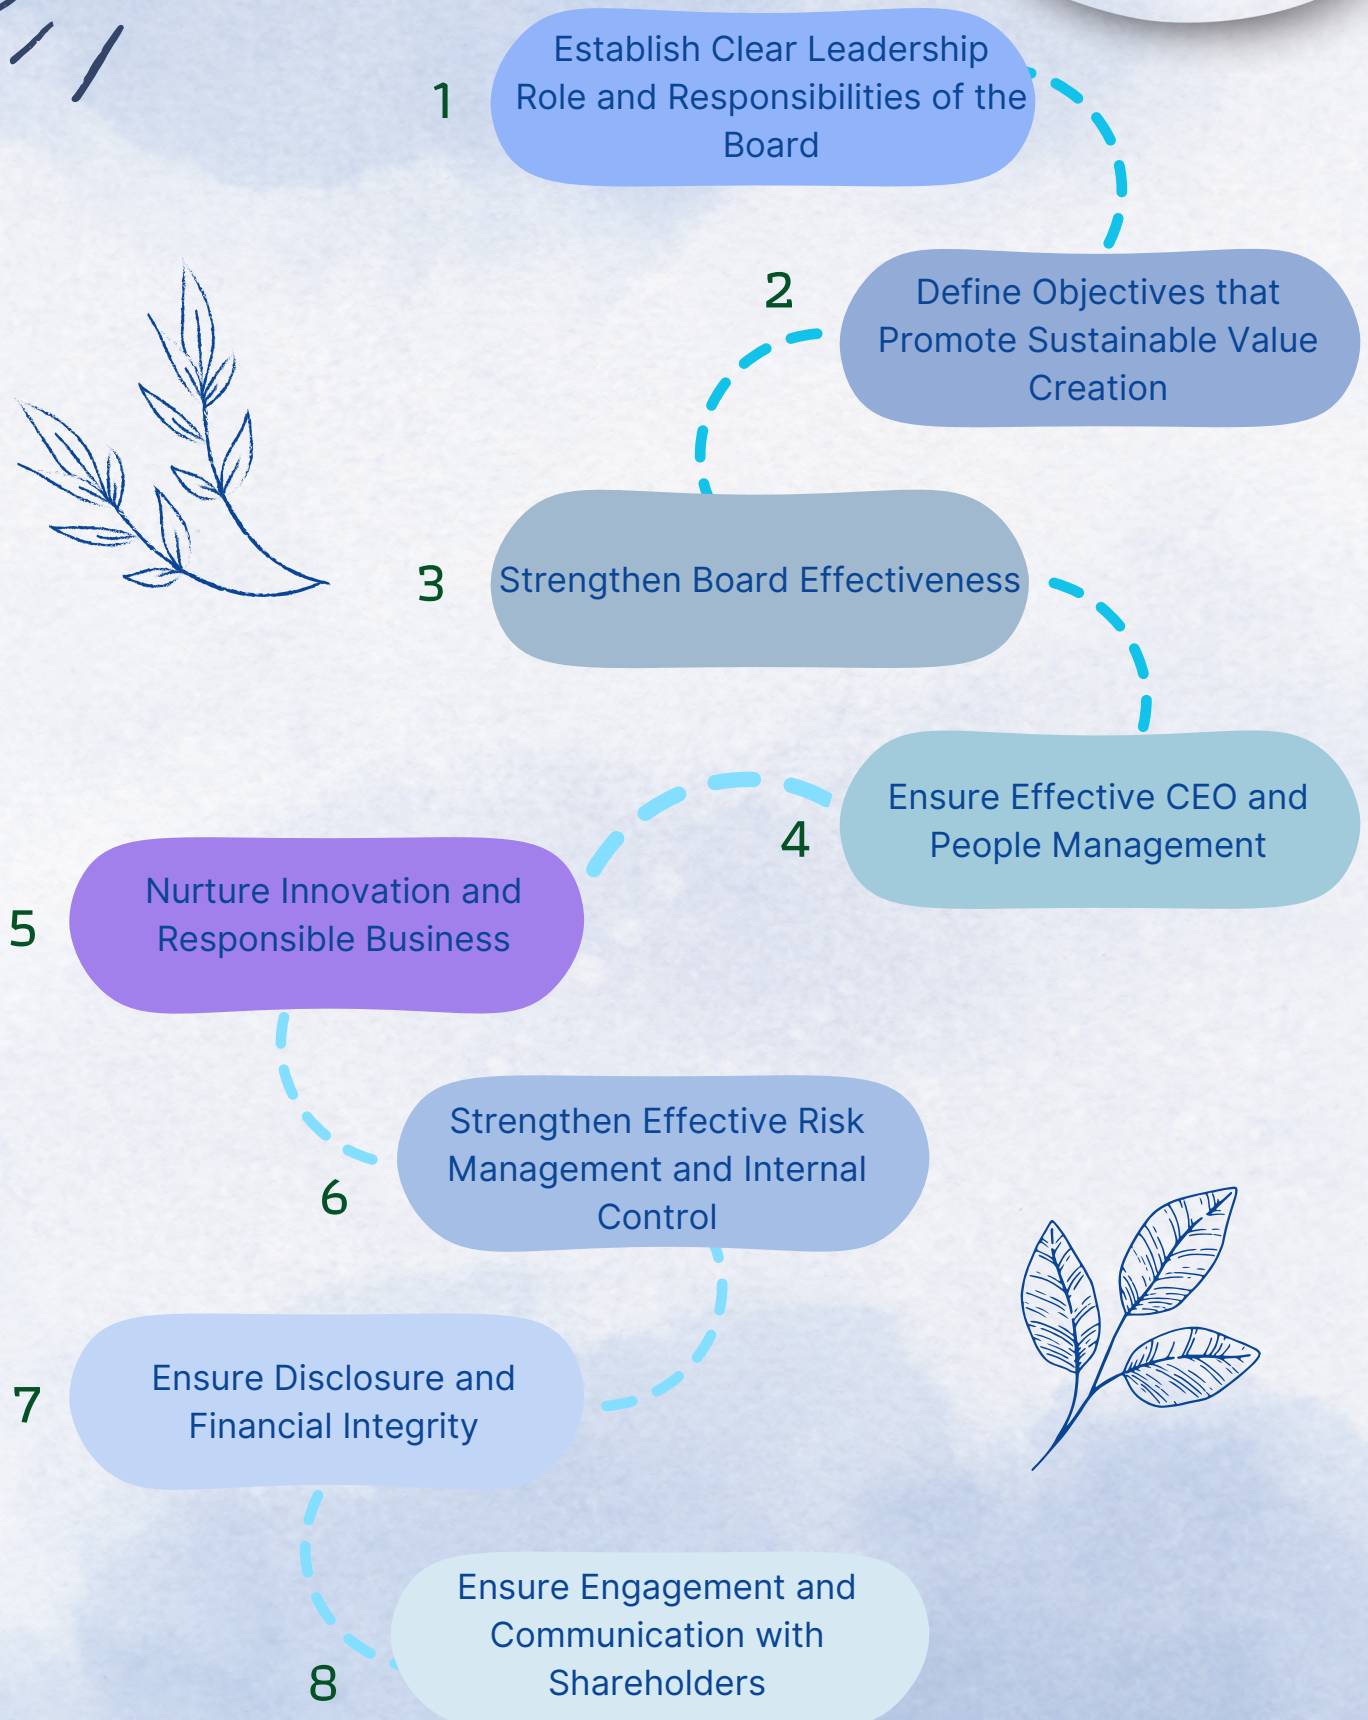 1
Establish Clear Leadership
Role and Responsibilities of the
Board
2
Define Objectives that
Promote Sustainable Value
Creation
3
Strengthen Board Effectiveness
4
Ensure Effective CEO and
People Management
5
Nurture Innovation and
Responsible Business
6
Strengthen Effective Risk
Management and Internal
Control
7
Ensure Disclosure and
Financial Integrity
8
Ensure Engagement and
Communication with
Shareholders